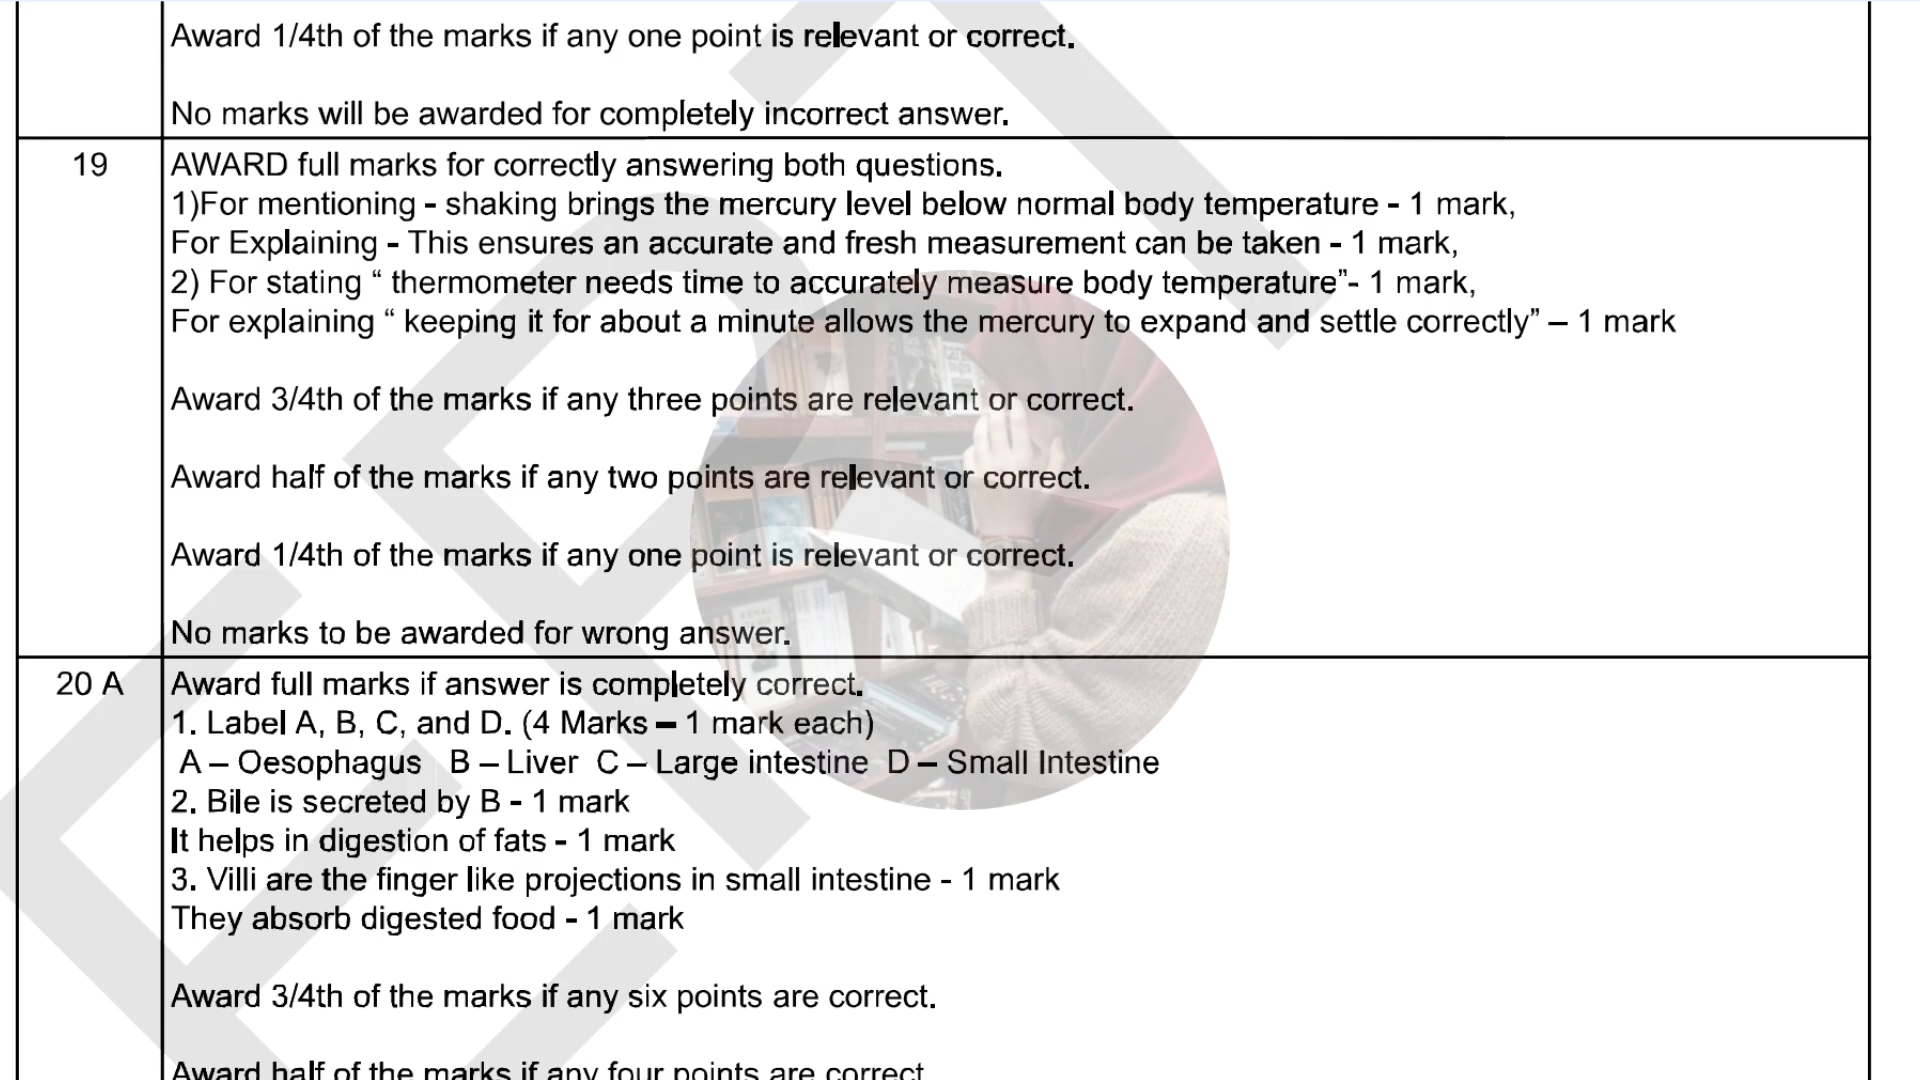 Award 1/4th of the marks if any one point is relevant or correct.
No marks will be awarded for completely incorrect answer.
19
AWARD full marks for correctly answering both questions.
1)For mentioning - shaking brings the mercury level below normal body temperature - 1 mark,
For Explaining - This ensures an accurate and fresh measurement can be taken - 1 mark,
2) For stating “ thermometer needs time to accurately measure body temperature”- 1 mark,
For explaining “ keeping it for about a minute allows the mercury to expand and settle correctly” – 1 mark
Award 3/4th of the marks if any three points are relevant or correct.
Award half of the marks if any two points are relevant or correct.
Award 1/4th of the marks if any one point is relevant or correct.
No marks to be awarded for wrong answer.
20 A
Award full marks if answer is completely correct.
1. Label A, B, C, and D. (4 Marks – 1 mark each)
A – Oesophagus B – Liver C – Large intestine D – Small Intestine
2. Bile is secreted by B - 1 mark
It helps in digestion of fats - 1 mark
3. Villi are the finger like projections in small intestine - 1 mark
They absorb digested food - 1 mark
Award 3/4th of the marks if any six points are correct.
Award half of the marks if any four points are correct